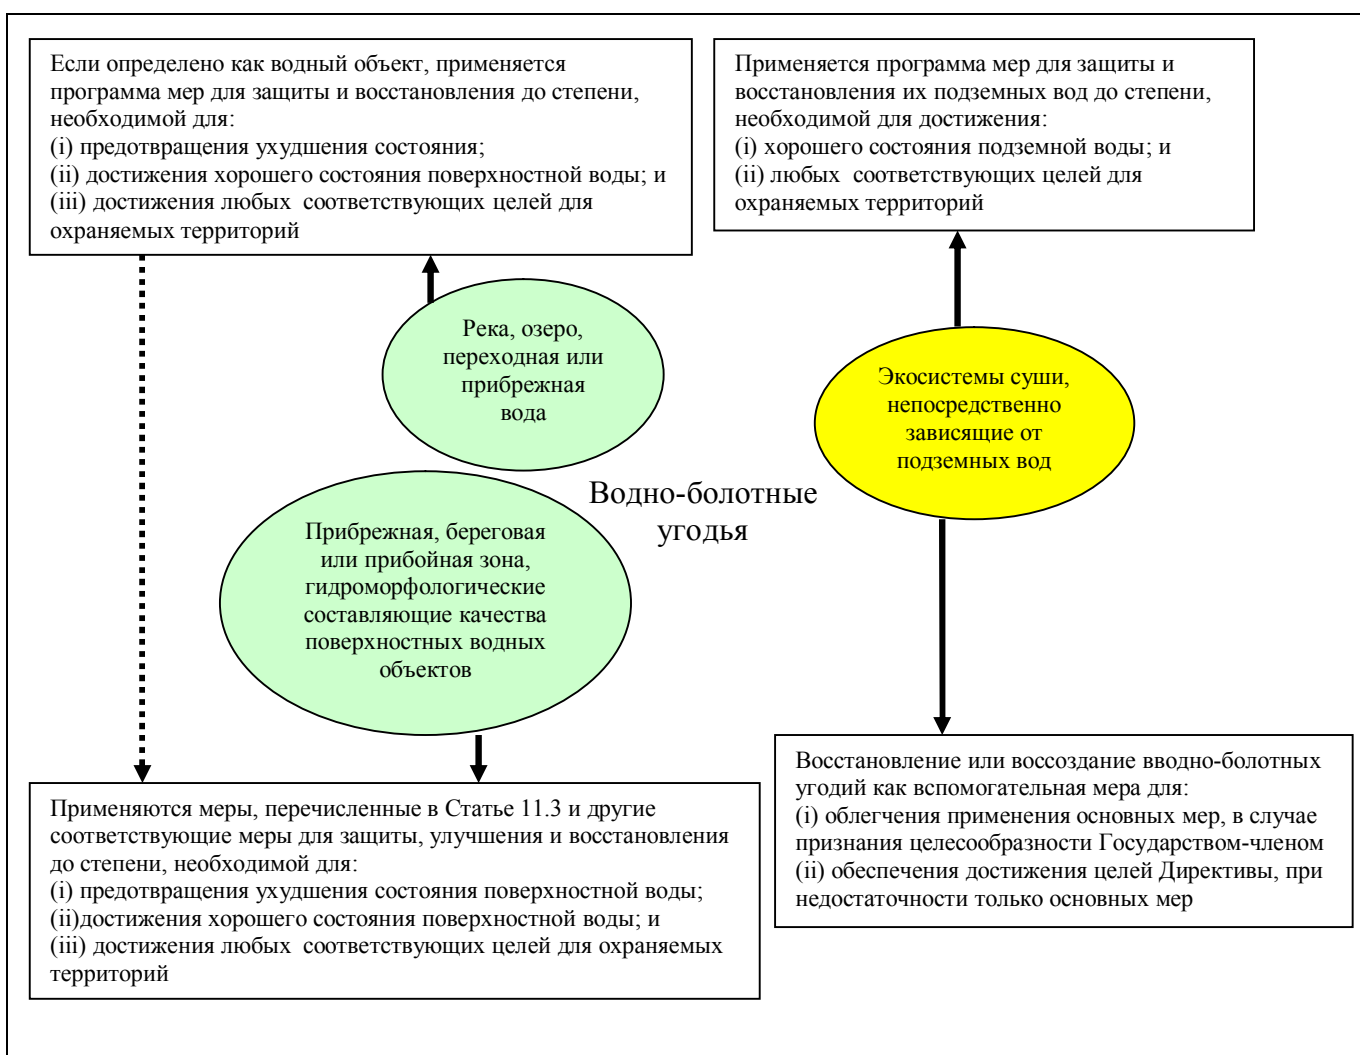 Если определено как водный объект, применяется
программа мер для защиты и восстановления до степени,
необходимой для:
(i) предотвращения ухудшения состояния;
(ii) достижения хорошего состояния поверхностной воды; и
(iii) достижения любых соответствующих целей для
охраняемых территорий
Применяется программа мер для защиты и
восстановления их подземных вод до степени,
необходимой для достижения:
(i) хорошего состояния подземной воды; и
(ii) любых соответствующих целей для
охраняемых территорий
Река, озеро,
переходная или
прибрежная
вода
Экосистемы суши,
непосредственно
зависящие от
подземных вод
Водно-болотные
угодья
Прибрежная, береговая
или прибойная зона,
гидроморфологические
составляющие качества
поверхностных водных
объектов
Применяются меры, перечисленные в Статье 11.3 и другие
соответствующие меры для защиты, улучшения и восстановления
до степени, необходимой для:
(i) предотвращения ухудшения состояния поверхностной воды;
(ii)достижения хорошего состояния поверхностной воды; и
(iii) достижения любых соответствующих целей для охраняемых
территорий
Восстановление или воссоздание вводно-болотных
угодий как вспомогательная мера для:
(i) облегчения применения основных мер, в случае
признания целесообразности Государством-членом
(ii) обеспечения достижения целей Директивы, при
недостаточности только основных мер